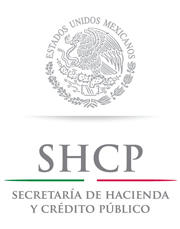 ESTADOS UNIDOS MEXICANOS
SHCP
SECRETARÍA DE HACIENDA
Y CRÉDITO PÚBLICO